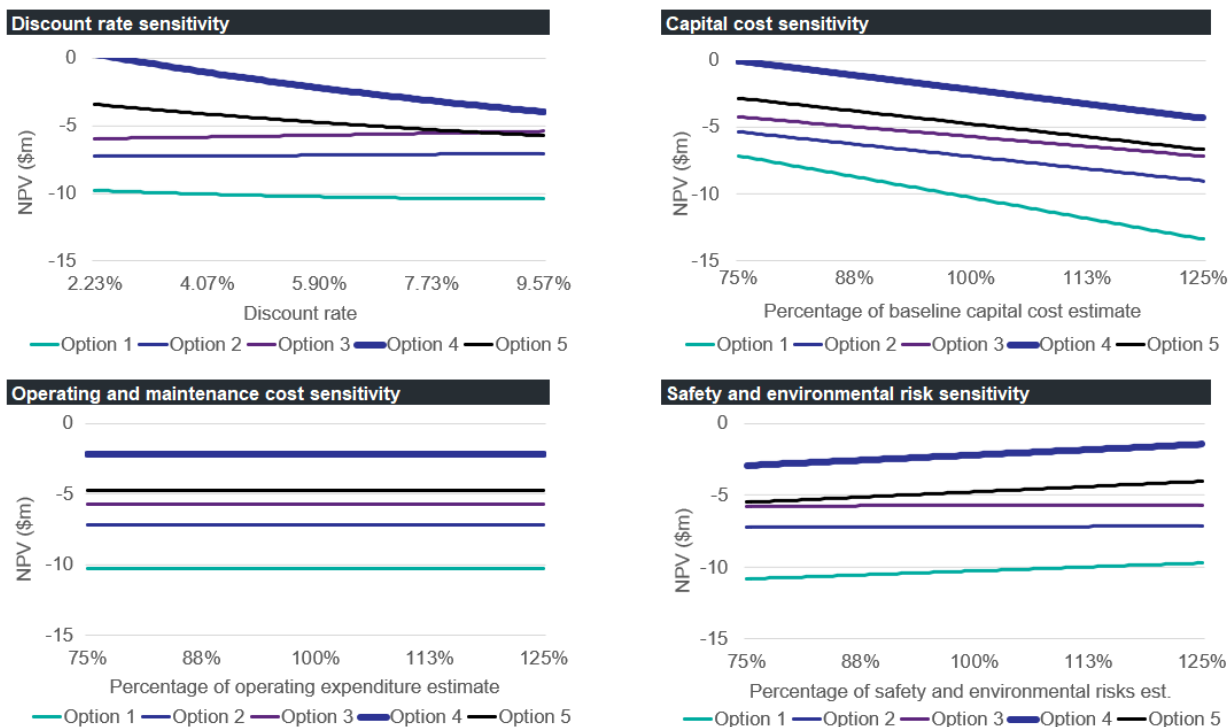 Discount rate sensitivity
0
-5
-10
-15
NPV ($m)
2.23% 4.07% 5.90% 7.73% 9.57%
Discount rate
Option 1 Option 2 Option 3 Option 4 Option 5
Capital cost sensitivity
0
-5
-10
-15
NPV ($m)
75% 88% 100% 113% 125%
Percentage of baseline capital cost estimate
Option 1 Option 2 Option 3 Option 4 Option 5
Operating and maintenance cost sensitivity
0
-5
-10
-15
NPV ($m)
75% 88% 100% 113% 125%
Percentage of operating expenditure estimate
Option 1 Option 2 Option 3 Option 4 Option 5
Safety and environmental risk sensitivity
0
-5
-10
-15
NPV ($m)
75% 88% 100% 113% 125%
Percentage of safety and environmental risks est.
Option 1 Option 2 Option 3 Option 4 Option 5